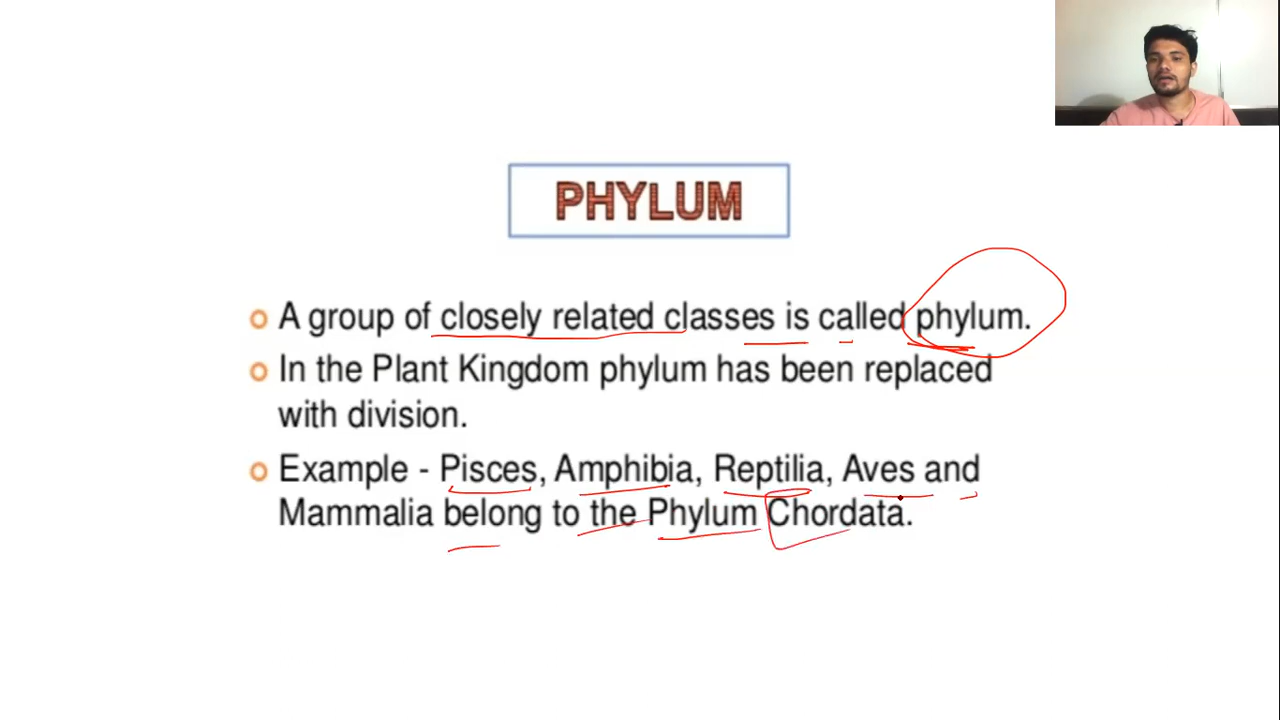 PHYLUM
A group of closely related classes is called phylum.
In the Plant Kingdom phylum has been replaced
with division.
Example - Pisces, Amphibia, Reptilia, Aves and
Mammalia belong to the Phylum Chordata.